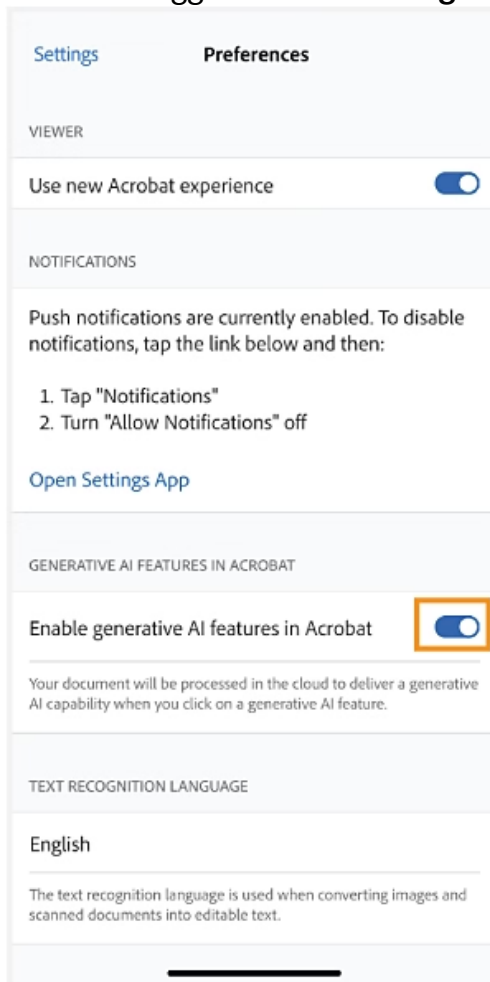 Settings Preferences
VIEWER
Use new Acrobat experience
NOTIFICATIONS
Push notifications are currently enabled. To disable
notifications, tap the link below and then:
1. Tap "Notifications"
2. Turn "Allow Notifications" off
Open Settings App
GENERATIVE AI FEATURES IN ACROBAT
Enable generative AI features in Acrobat
Your document will be processed in the cloud to deliver a generative
AI capability when you click on a generative AI feature.
TEXT RECOGNITION LANGUAGE
English
The text recognition language is used when converting images and
scanned documents into editable text.